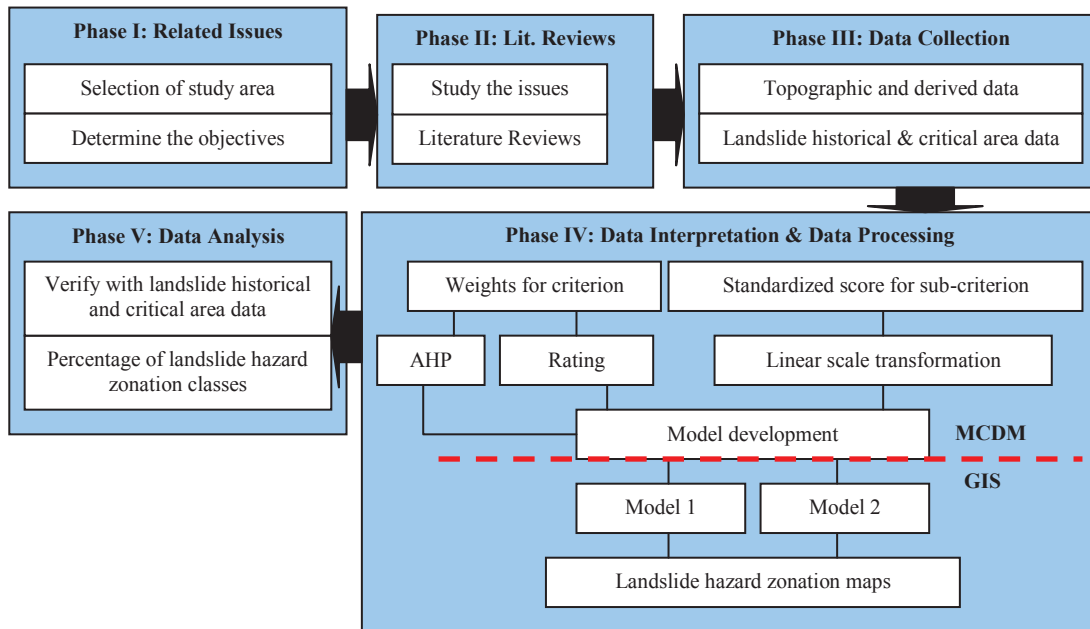 Phase I: Related Issues
Selection of study area
Determine the objectives
Phase II: Lit. Reviews
Study the issues
Literature Reviews
Phase III: Data Collection
Topographic and derived data
Landslide historical & critical area data
Phase IV: Data Interpretation & Data Processing
Weights for criterion
Standardized score for sub-criterion
AHP
Rating
Linear scale transformation
Model development
MCDM
GIS
Model 1
Model 2
Landslide hazard zonation maps
Phase V: Data Analysis
Verify with landslide historical
and critical area data
Percentage of landslide hazard
zonation classes